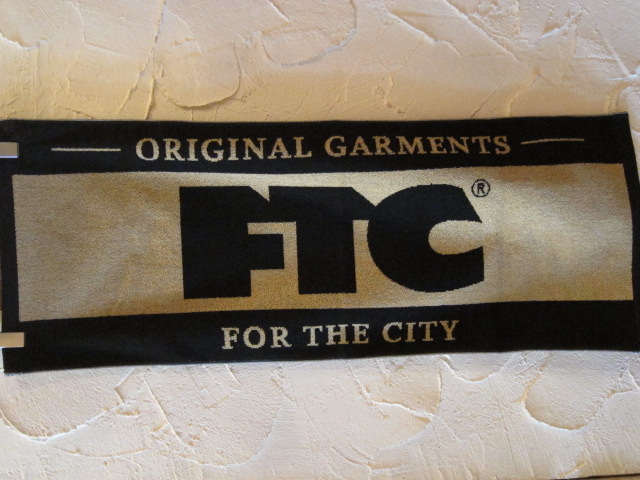 ORIGINAL GARMENTS
FTC®
FOR THE CITY